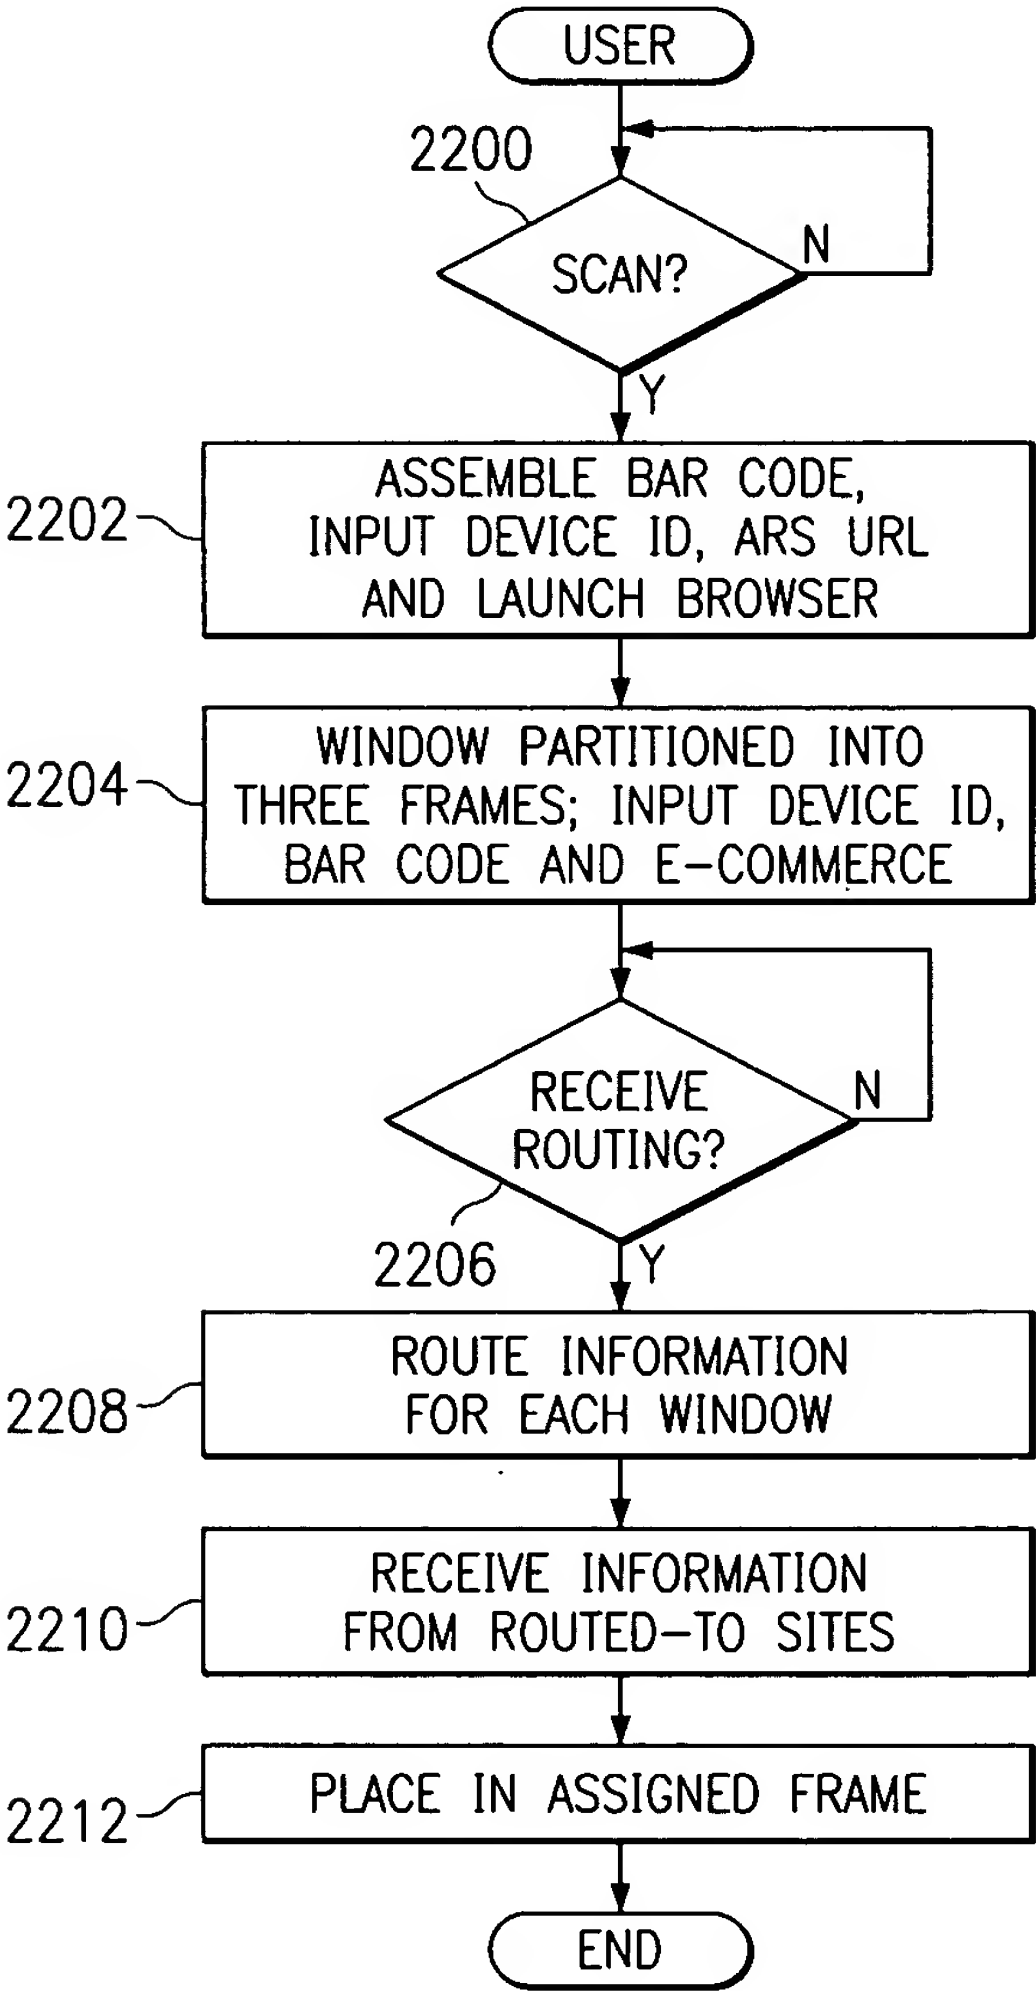 USER
2200
SCAN?
N
Y
2202
ASSEMBLE BAR CODE,
INPUT DEVICE ID, ARS URL
AND LAUNCH BROWSER
2204
WINDOW PARTITIONED INTO
THREE FRAMES; INPUT DEVICE ID,
BAR CODE AND E-COMMERCE
RECEIVE
ROUTING?
N
2206
Y
2208
ROUTE INFORMATION
FOR EACH WINDOW
2210
RECEIVE INFORMATION
FROM ROUTED-TO SITES
2212
PLACE IN ASSIGNED FRAME
END